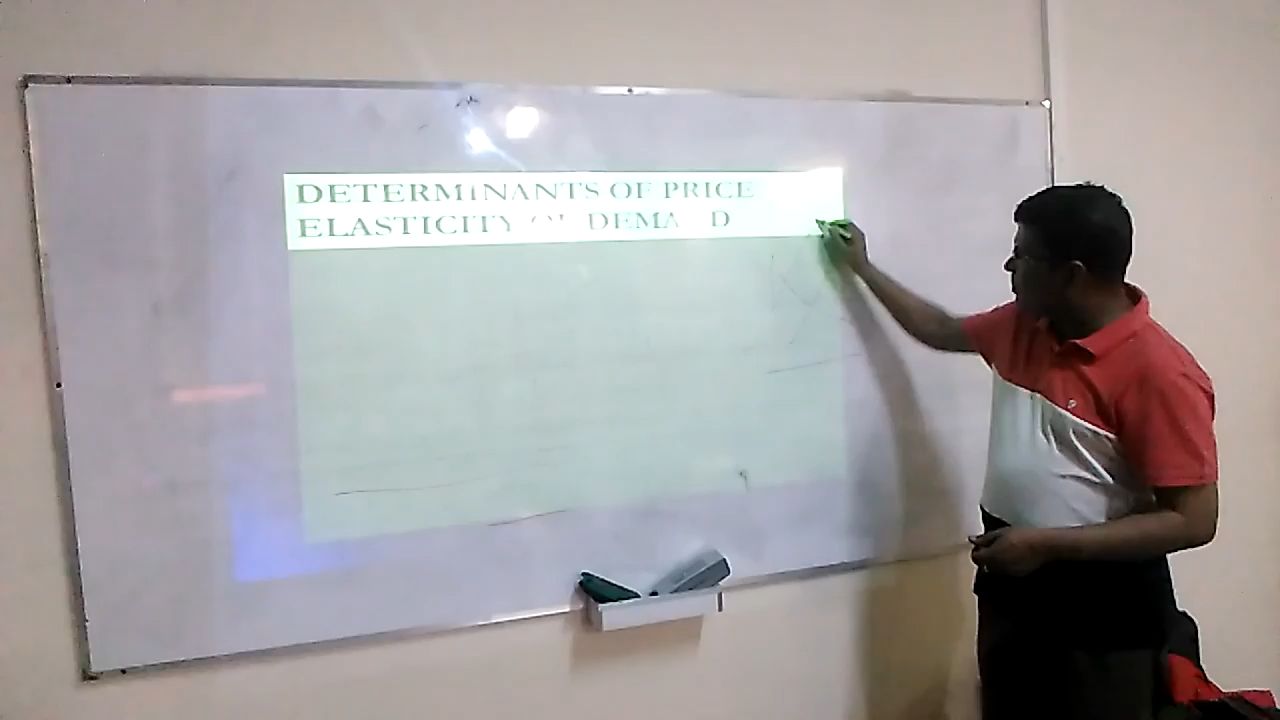 DETERMINANTS OF PRICE
ELASTICITY OF DEMAND